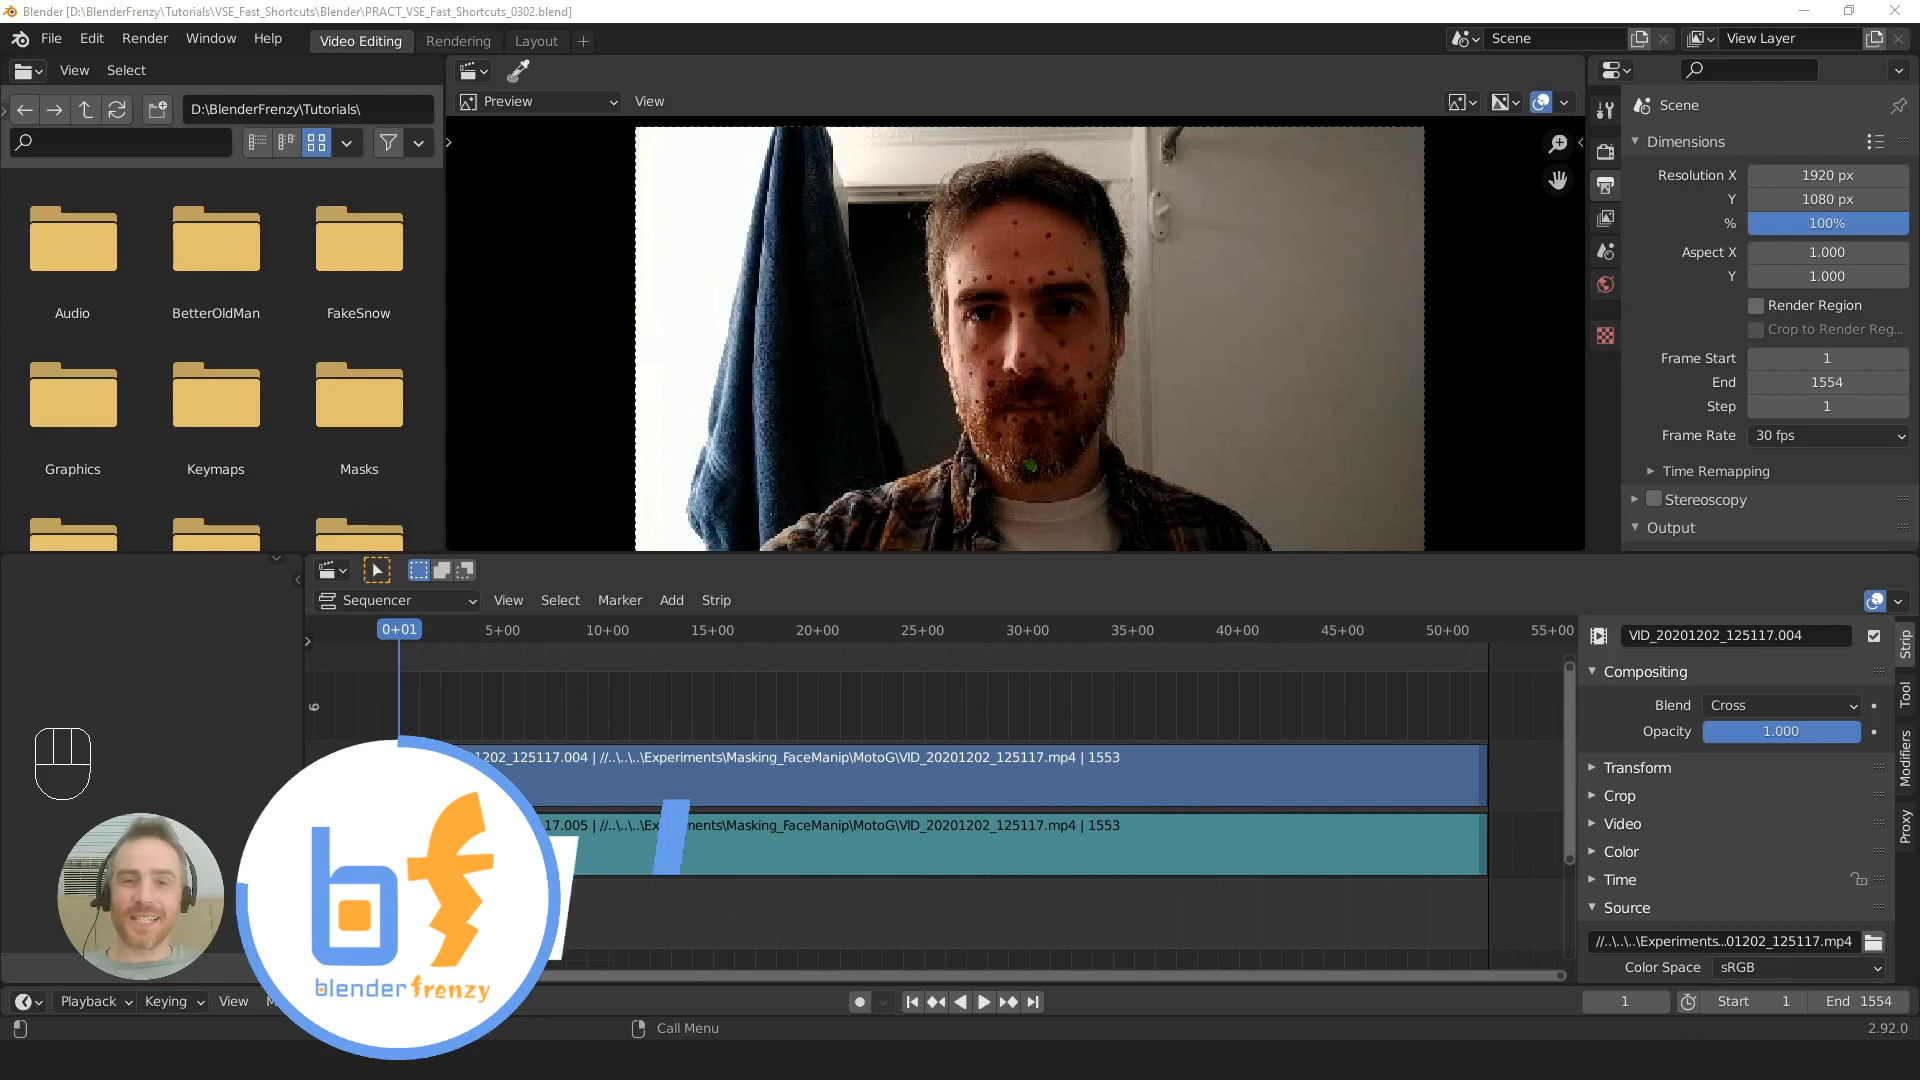 Blender [D:\BlenderFrenzy\Tutorials\VSE_Fast_Shortcuts\Blender\PRACT_VSE_Fast_Shortcuts_0302.blend]
File Edit Render Window Help Video Editing Rendering Layout + Scene View Layer
View Select
D:\BlenderFrenzy\Tutorials\
Audio BetterOldMan FakeSnow
Graphics Keymaps Masks
Preview View
Scene
Dimensions
Resolution X 1920 px
Y 1080 px
% 100%
Aspect X 1.000
Y 1.000
Render Region
Crop to Render Reg...
Frame Start 1
End 1554
Step 1
Frame Rate 30 fps
Time Remapping
Stereoscopy
Output
Sequencer View Select Marker Add Strip
0+01 5+00 10+00 15+00 20+00 25+00 30+00 35+00 40+00 45+00 50+00 55+00
6
1202_125117.004 | //..\..\..\Experiments\Masking_FaceManip\MotoG\VID_20201202_125117.mp4 | 1553
17.005 | //..\..\..\Ex ments\Masking_FaceManip\MotoG\VID_20201202_125117.mp4 | 1553
VID_20201202_125117.004
Compositing
Blend Cross
Opacity 1.000
Transform
Crop
Video
Color
Time
Source
//..\..\..\Experiments...01202_125117.mp4
Color Space sRGB
Strip
Tool
Modifiers
Proxy
bf
blender frenzy
Playback Keying View M
1 Start 1 End 1554
Call Menu
2.92.0